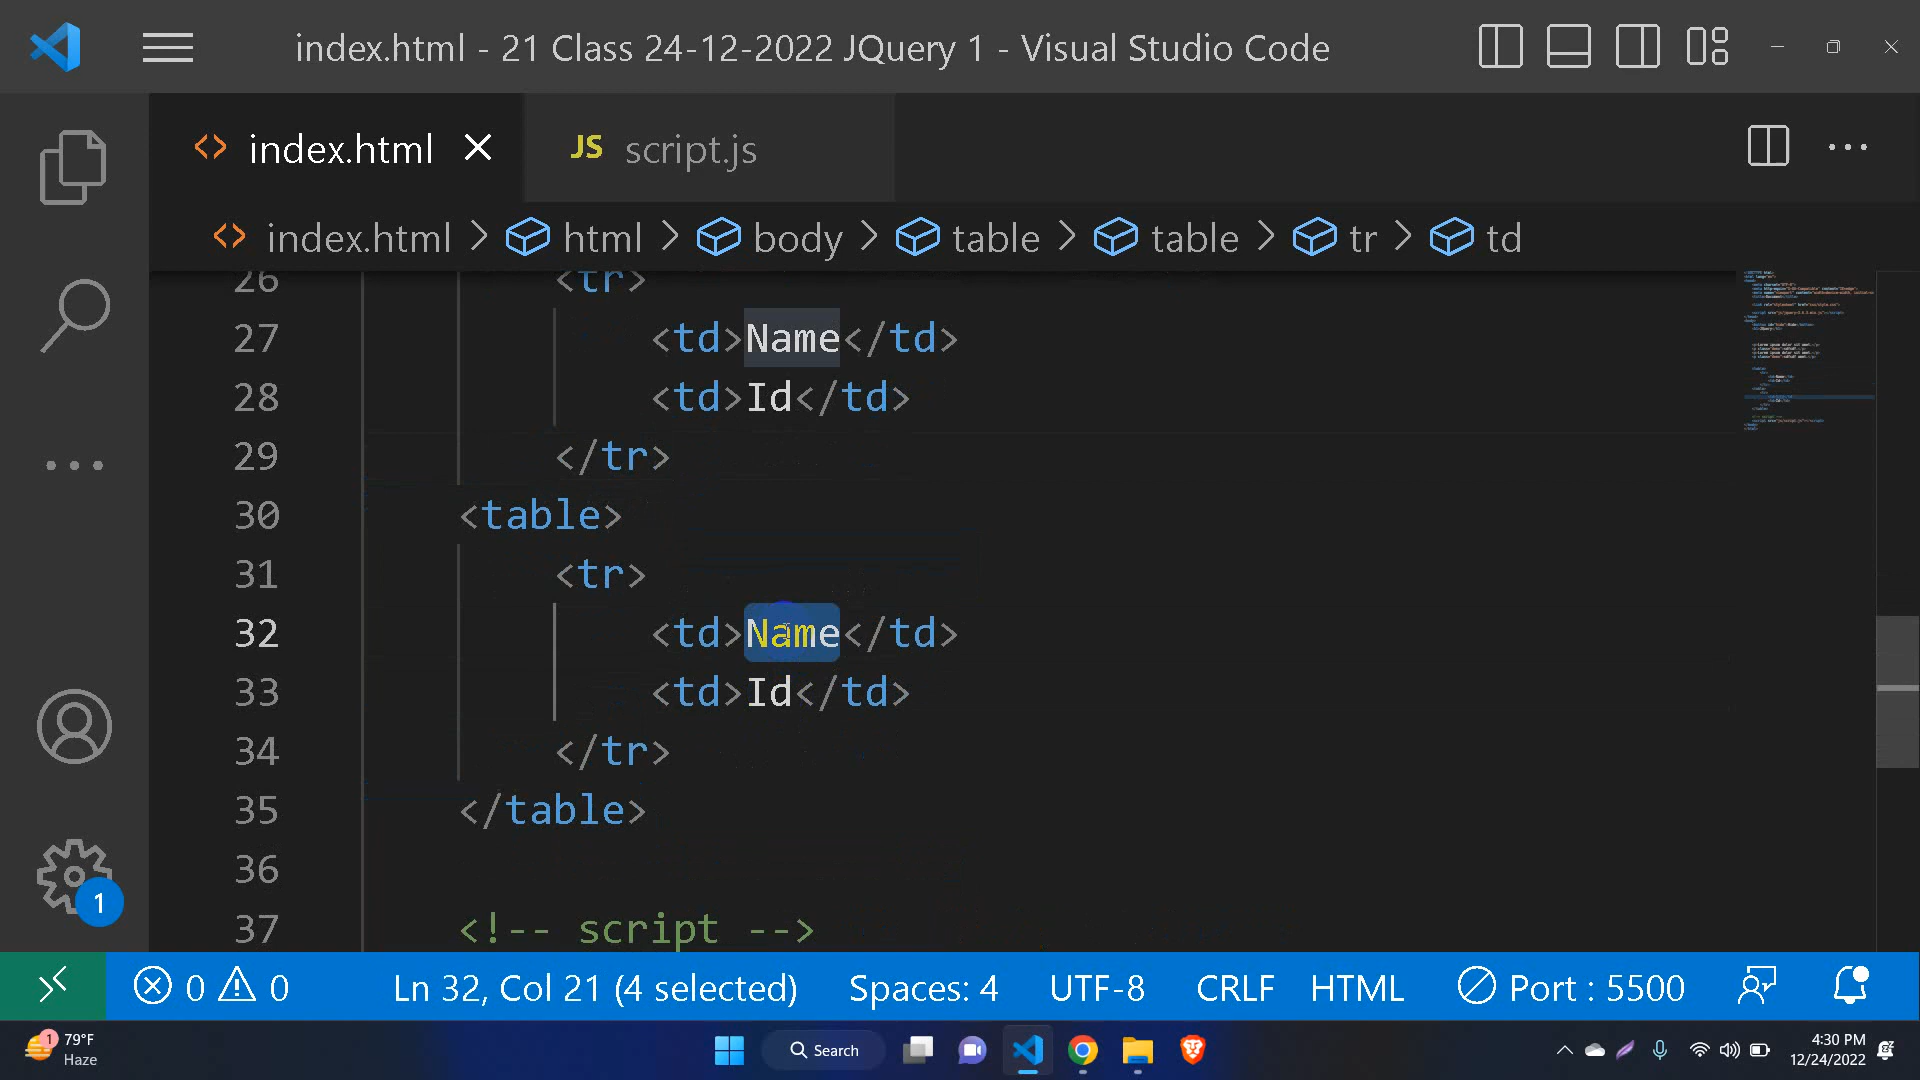 index.html - 21 Class 24-12-2022 JQuery 1 - Visual Studio Code
index.html
JS script.js
index.html > html > body > table > table > tr > td
26 <tr>
27 <td>Name</td>
28 <td>Id</td>
29 </tr>
30 <table>
31 <tr>
32 <td>Name</td>
33 <td>Id</td>
34 </tr>
35 </table>
36
37 <!-- script -->
1
0 0 Ln 32, Col 21 (4 selected) Spaces: 4 UTF-8 CRLF HTML Port : 5500
1 79°F
Haze
Search
4:30 PM
12/24/2022